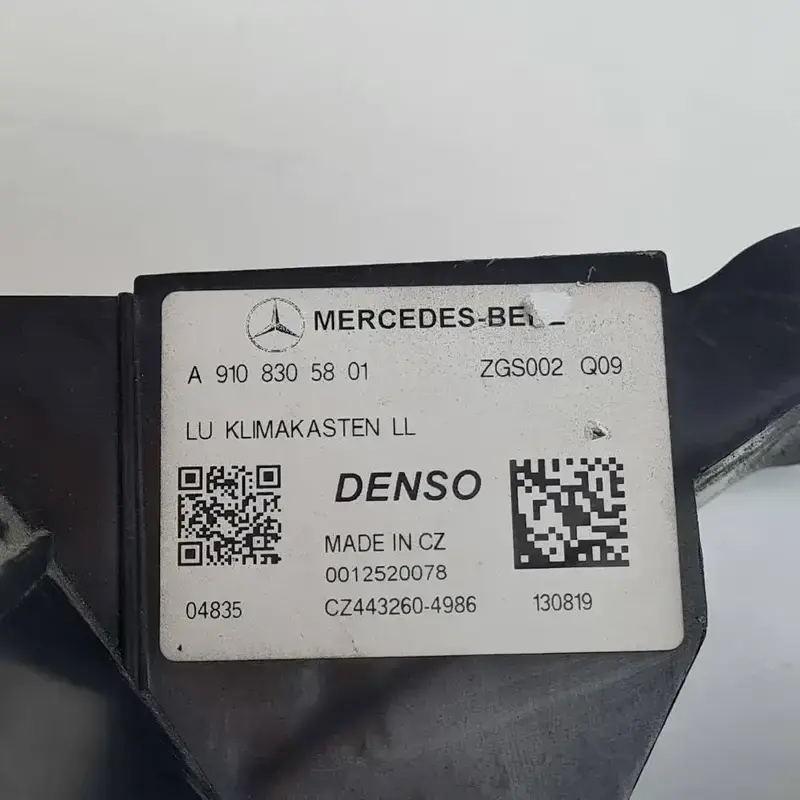 MERCEDES-BE
A 910 830 58 01 ZGS002 Q09
LU KLIMAKASTEN LL
DENSO
MADE IN CZ
0012520078
04835 CZ443260-4986 130819